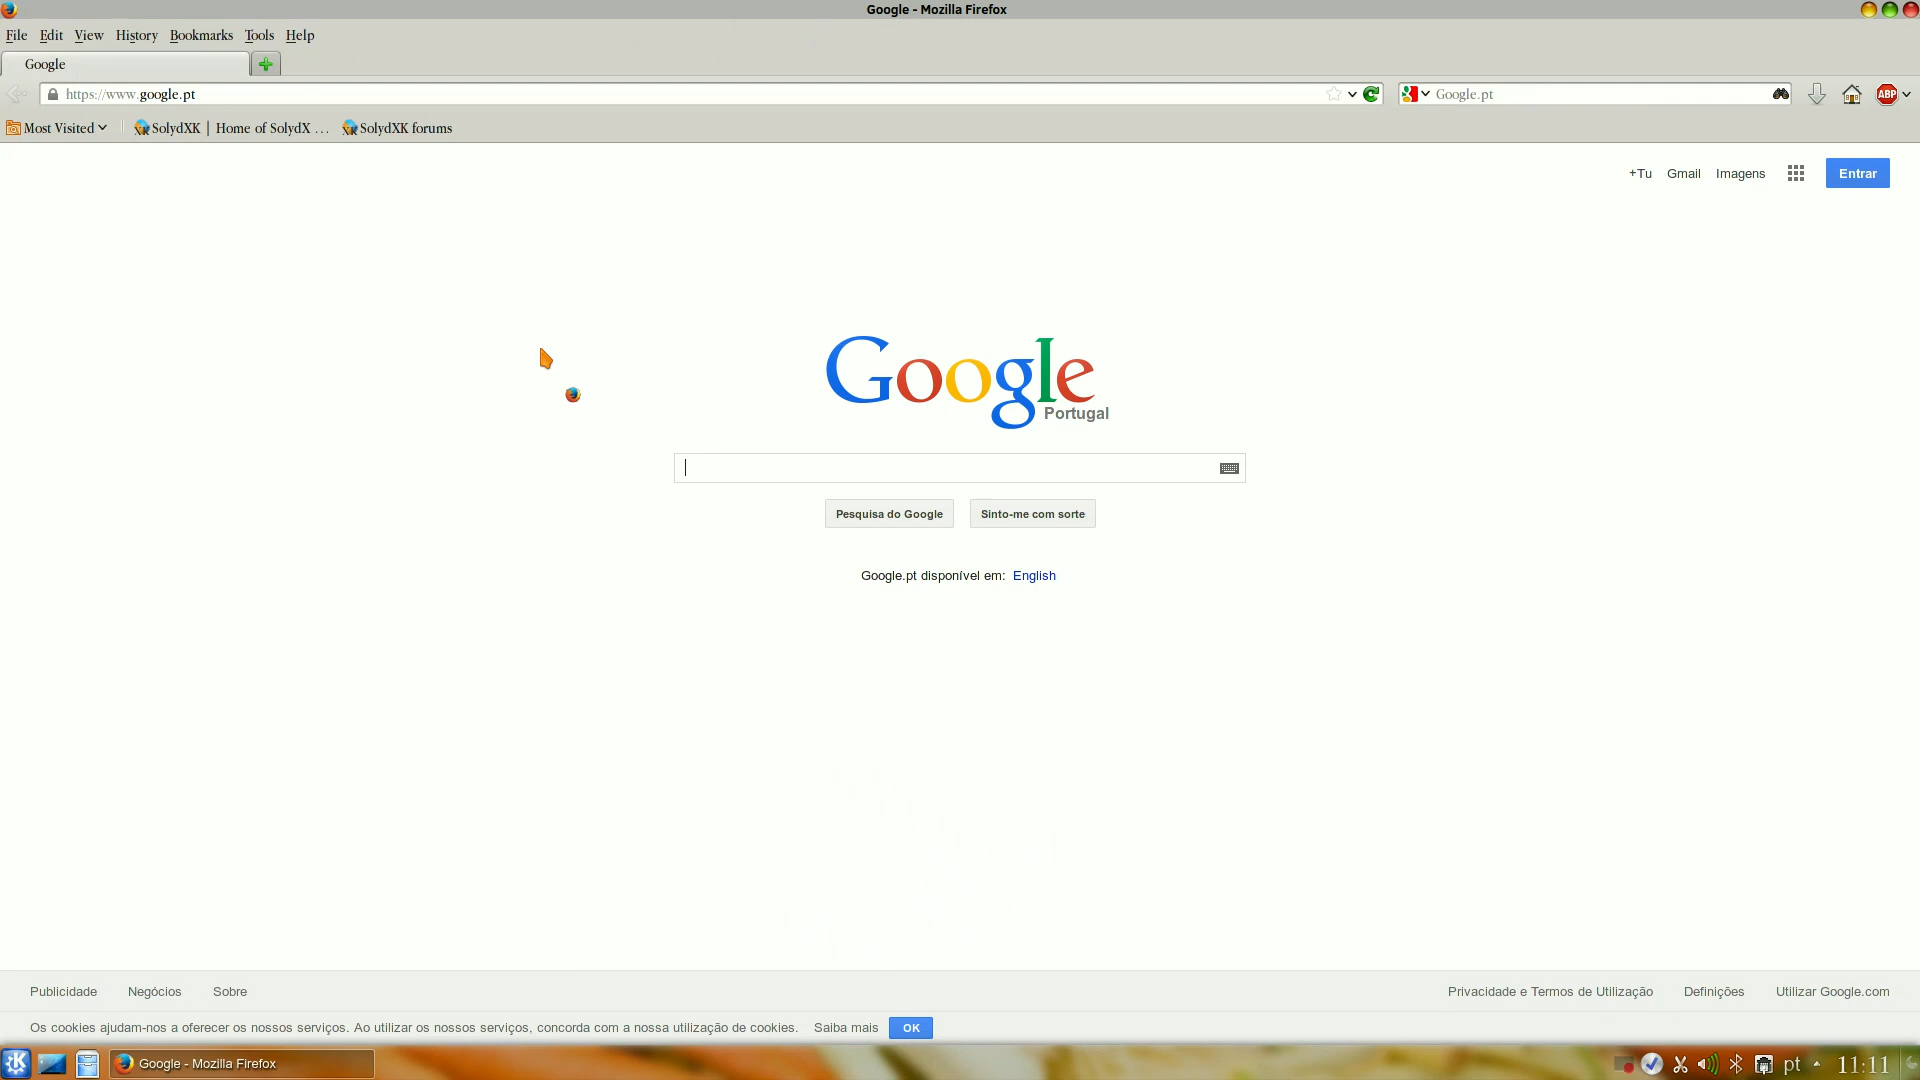 Google - Mozilla Firefox
File Edit View History Bookmarks Tools Help
Google
https://www.google.pt
Google.pt
ABP
Most Visited
SolydXK | Home of SolydX ...
SolydXK forums
+Tu Gmail Imagens Entrar
Google
Portugal
Pesquisa do Google
Sinto-me com sorte
Google.pt disponível em: English
Publicidade Negócios Sobre
Privacidade e Termos de Utilização Definições Utilizar Google.com
Os cookies ajudam-nos a oferecer os nossos serviços. Ao utilizar os nossos serviços, concorda com a nossa utilização de cookies. Saiba mais OK
Google - Mozilla Firefox
pt
11:11